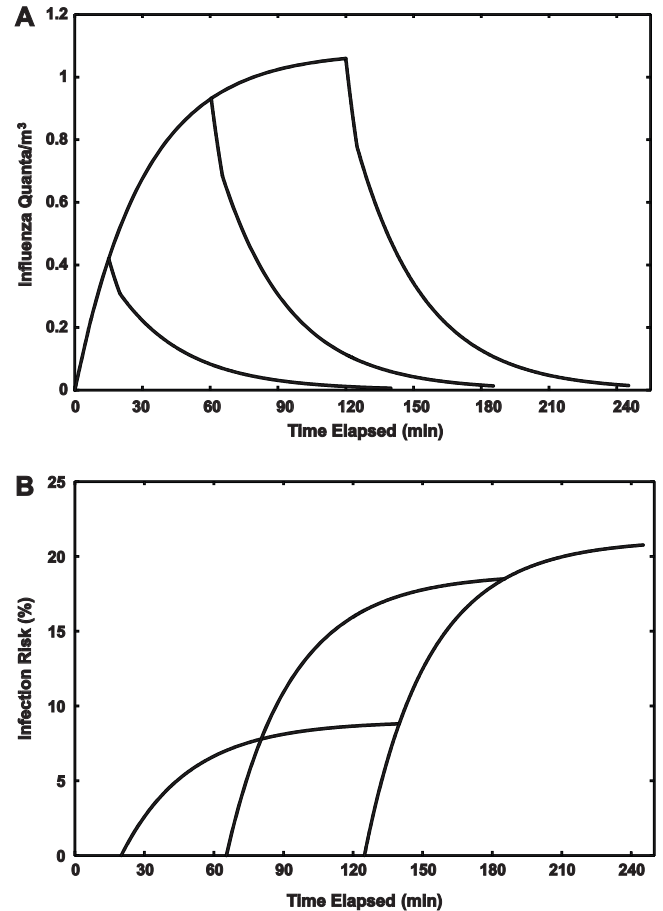 A
1.2
1
0.8
0.6
0.4
0.2
0
Influenza Quanta/m³
0 30 60 90 120 150 180 210 240
Time Elapsed (min)
B
25
20
15
10
5
0
Infection Risk (%)
0 30 60 90 120 150 180 210 240
Time Elapsed (min)